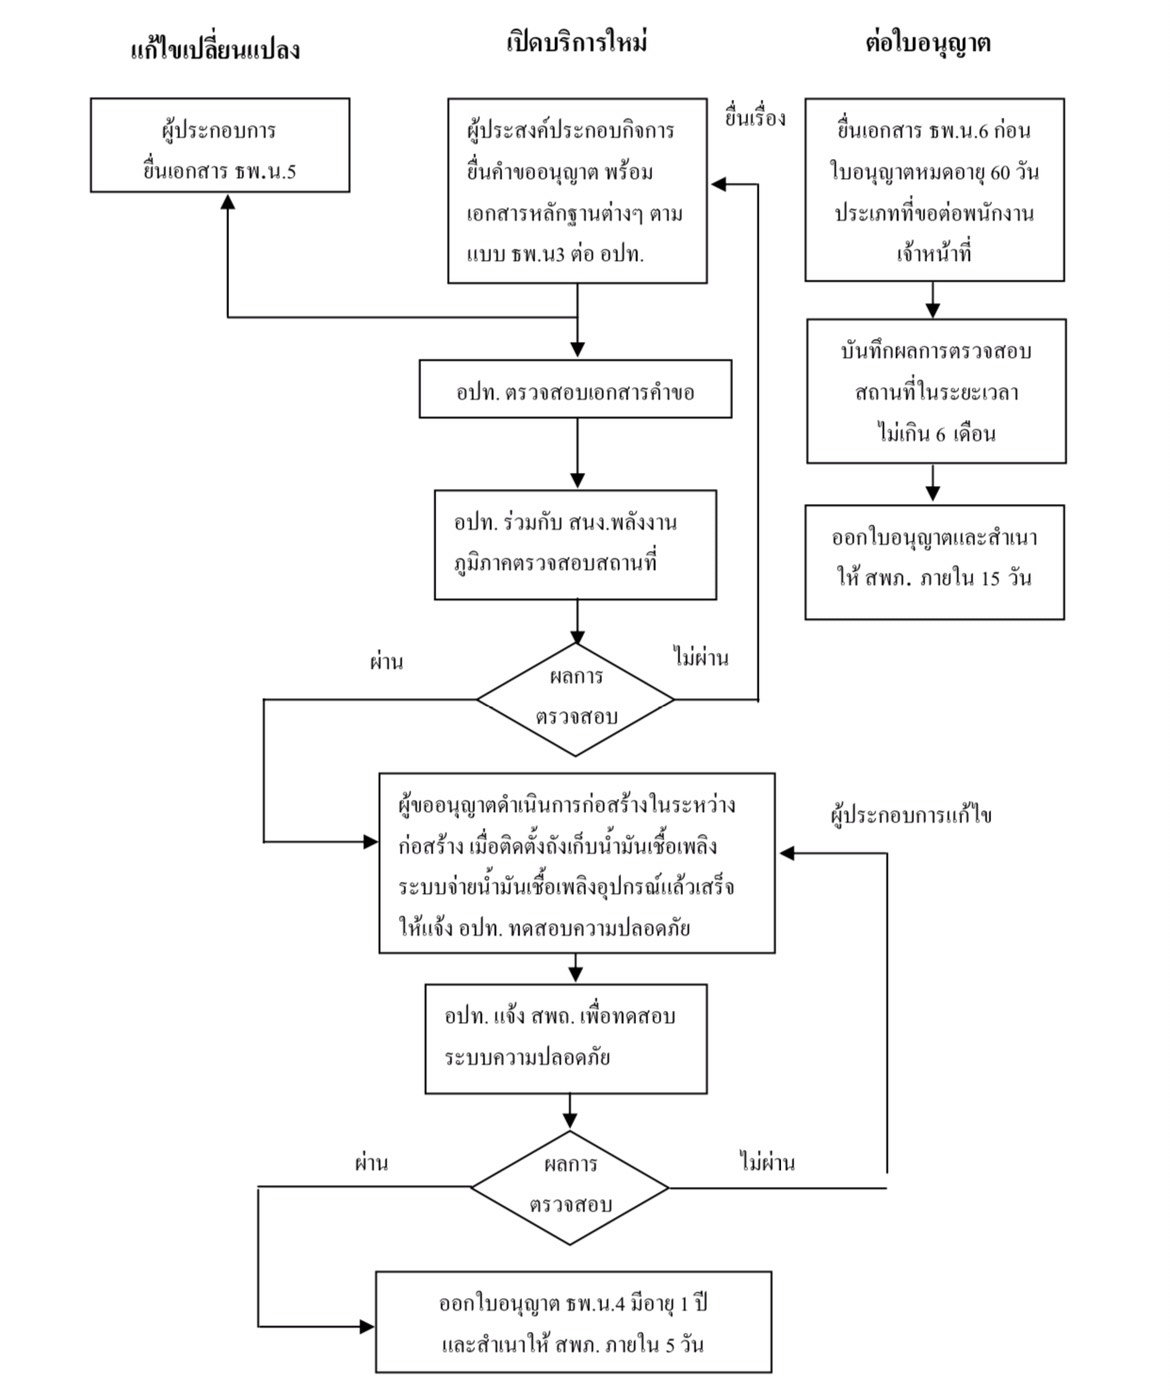 แก้ไขเปลี่ยนแปลง
เปิดบริการใหม่
ต่อใบอนุญาต
ผู้ประกอบการ
ยื่นเอกสาร ธพ.น.5
ผู้ประสงค์ประกอบกิจการ
ยื่นคำขออนุญาต พร้อม
เอกสารหลักฐานต่างๆ ตาม
แบบ ธพ.น3 ต่อ อปท.
ยื่นเรื่อง
ยื่นเอกสาร ธพ.น.6 ก่อน
ใบอนุญาตหมดอายุ 60 วัน
ประเภทที่ขอต่อพนักงาน
เจ้าหน้าที่
บันทึกผลการตรวจสอบ
สถานที่ในระยะเวลา
ไม่เกิน 6 เดือน
ออกใบอนุญาตและสำเนา
ให้ สพภ. ภายใน 15 วัน
อปท. ตรวจสอบเอกสารคำขอ
อปท. ร่วมกับ สนง.พลังงาน
ภูมิภาคตรวจสอบสถานที่
ผ่าน
ผลการ
ตรวจสอบ
ไม่ผ่าน
ผู้ขออนุญาตดำเนินการก่อสร้างในระหว่าง
ก่อสร้าง เมื่อติดตั้งถังเก็บน้ำมันเชื้อเพลิง
ระบบจ่ายน้ำมันเชื้อเพลิงอุปกรณ์แล้วเสร็จ
ให้แจ้ง อปท. ทดสอบความปลอดภัย
ผู้ประกอบการแก้ไข
อปท. แจ้ง สพถ. เพื่อทดสอบ
ระบบความปลอดภัย
ผ่าน
ผลการ
ตรวจสอบ
ไม่ผ่าน
ออกใบอนุญาต ธพ.น.4 มีอายุ 1 ปี
และสำเนาให้ สพภ. ภายใน 5 วัน